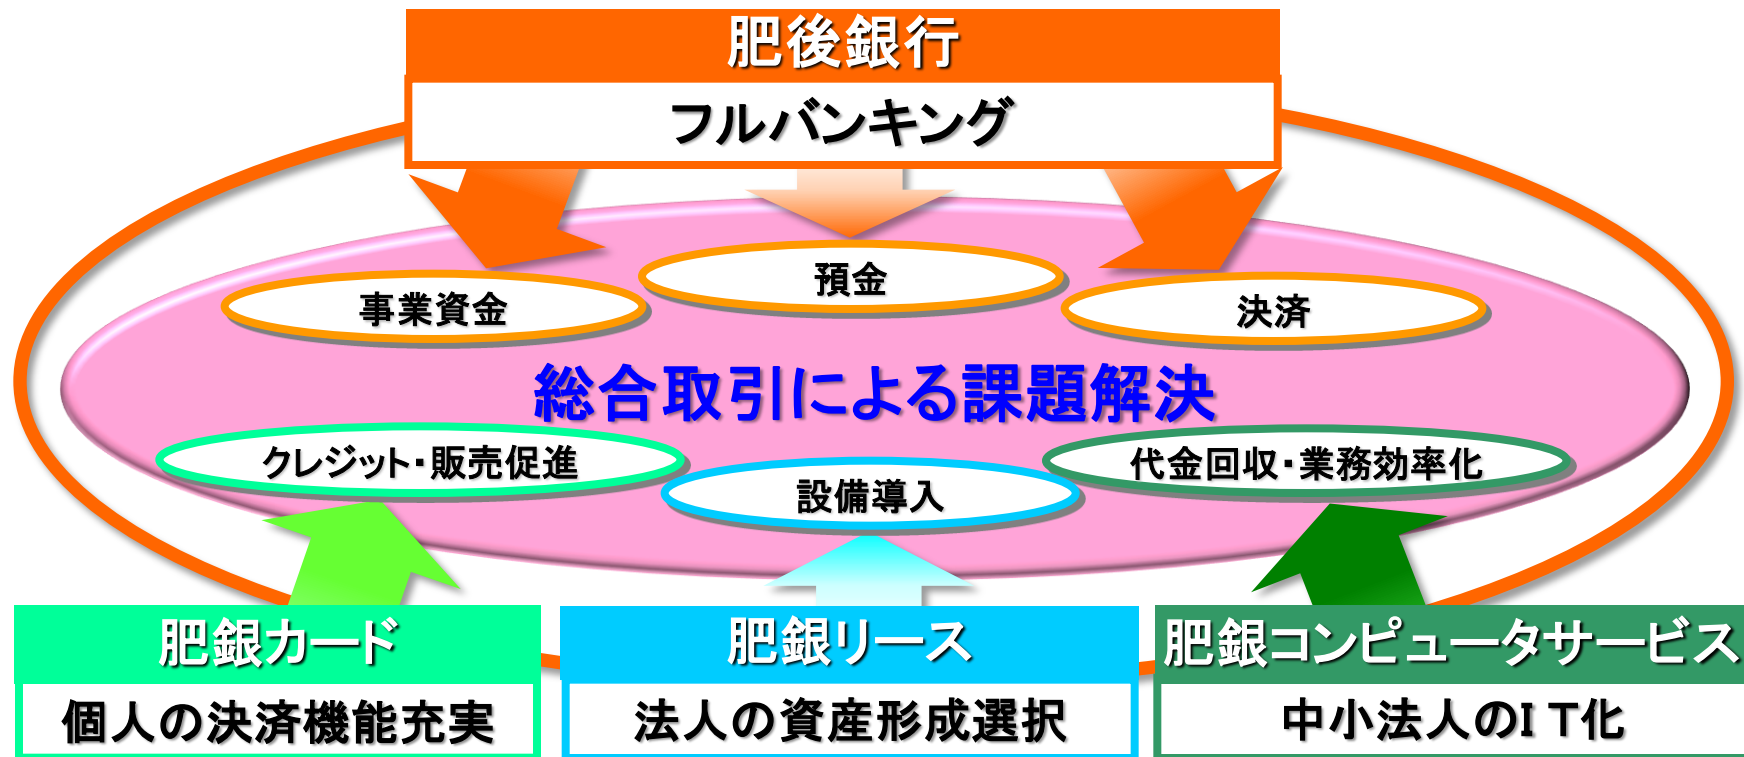 肥後銀行
フルバンキング
預金
事業資金
決済
総合取引による課題解決
クレジット・販売促進
代金回収・業務効率化
設備導入
肥銀カード
個人の決済機能充実
肥銀リース
法人の資産形成選択
肥銀コンピュータサービス
中小法人のIT化